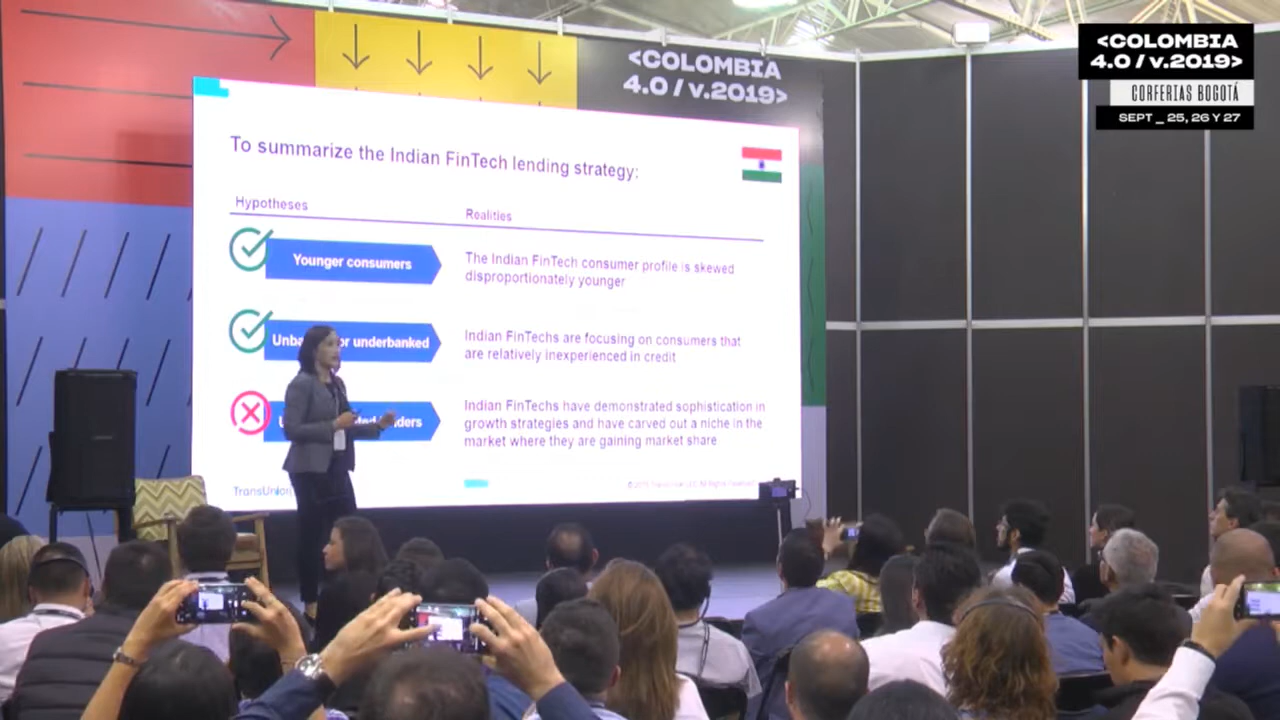 <COLOMBIA
4.0 / v.2019>
CORFERIAS BOGOTÁ
SEPT _ 25, 26 Y 27
<COLOMBIA
4.0 / v.2019>
To summarize the Indian FinTech lending strategy:
Hypotheses
Realities
Younger consumers
The Indian FinTech consumer profile is skewed
disproportionately younger
or underbanked
Indian FinTechs are focusing on consumers that
are relatively inexperienced in credit
Indian FinTechs have demonstrated sophistication in
growth strategies and have carved out a niche in the
market where they are gaining market share
TransUnion